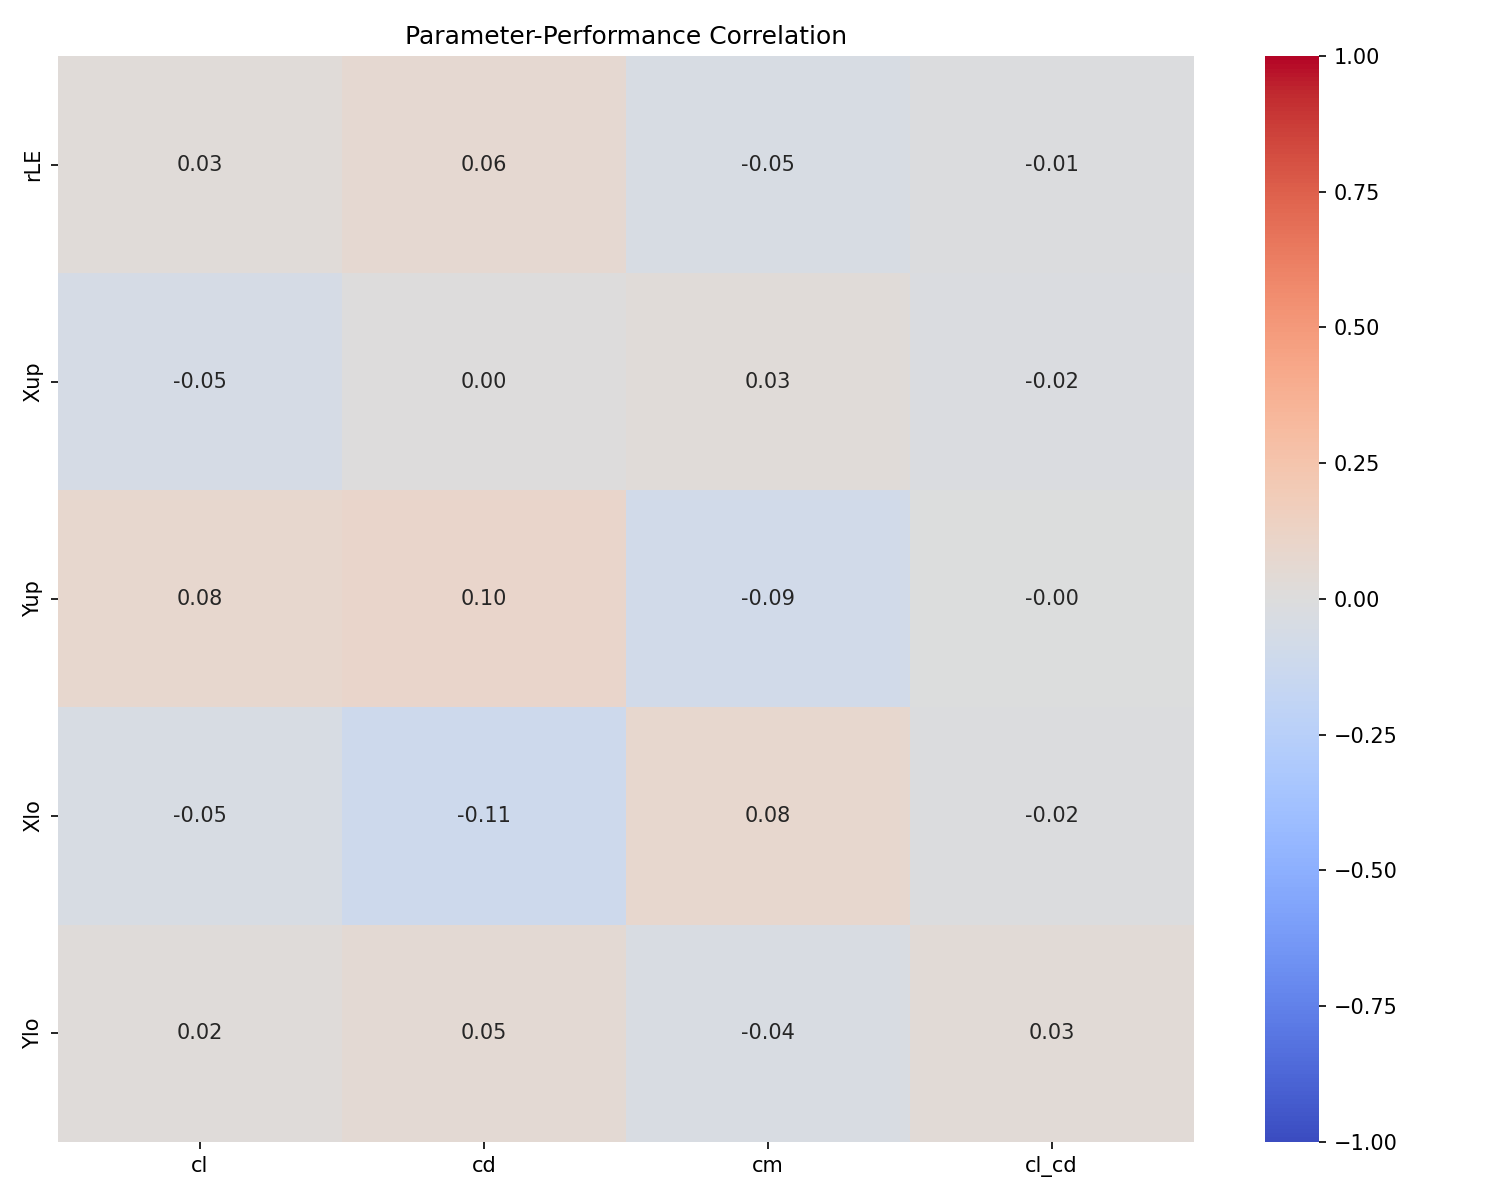 Parameter-Performance Correlation
rLE 0.03 0.06 -0.05 -0.01
Xup -0.05 0.00 0.03 -0.02
Yup 0.08 0.10 -0.09 -0.00
Xlo -0.05 -0.11 0.08 -0.02
Ylo 0.02 0.05 -0.04 0.03
cl cd cm cl_cd
1.00
0.75
0.50
0.25
0.00
−0.25
−0.50
−0.75
−1.00